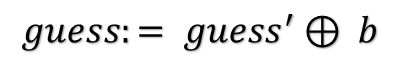 guess: = guess′ ⊕ b